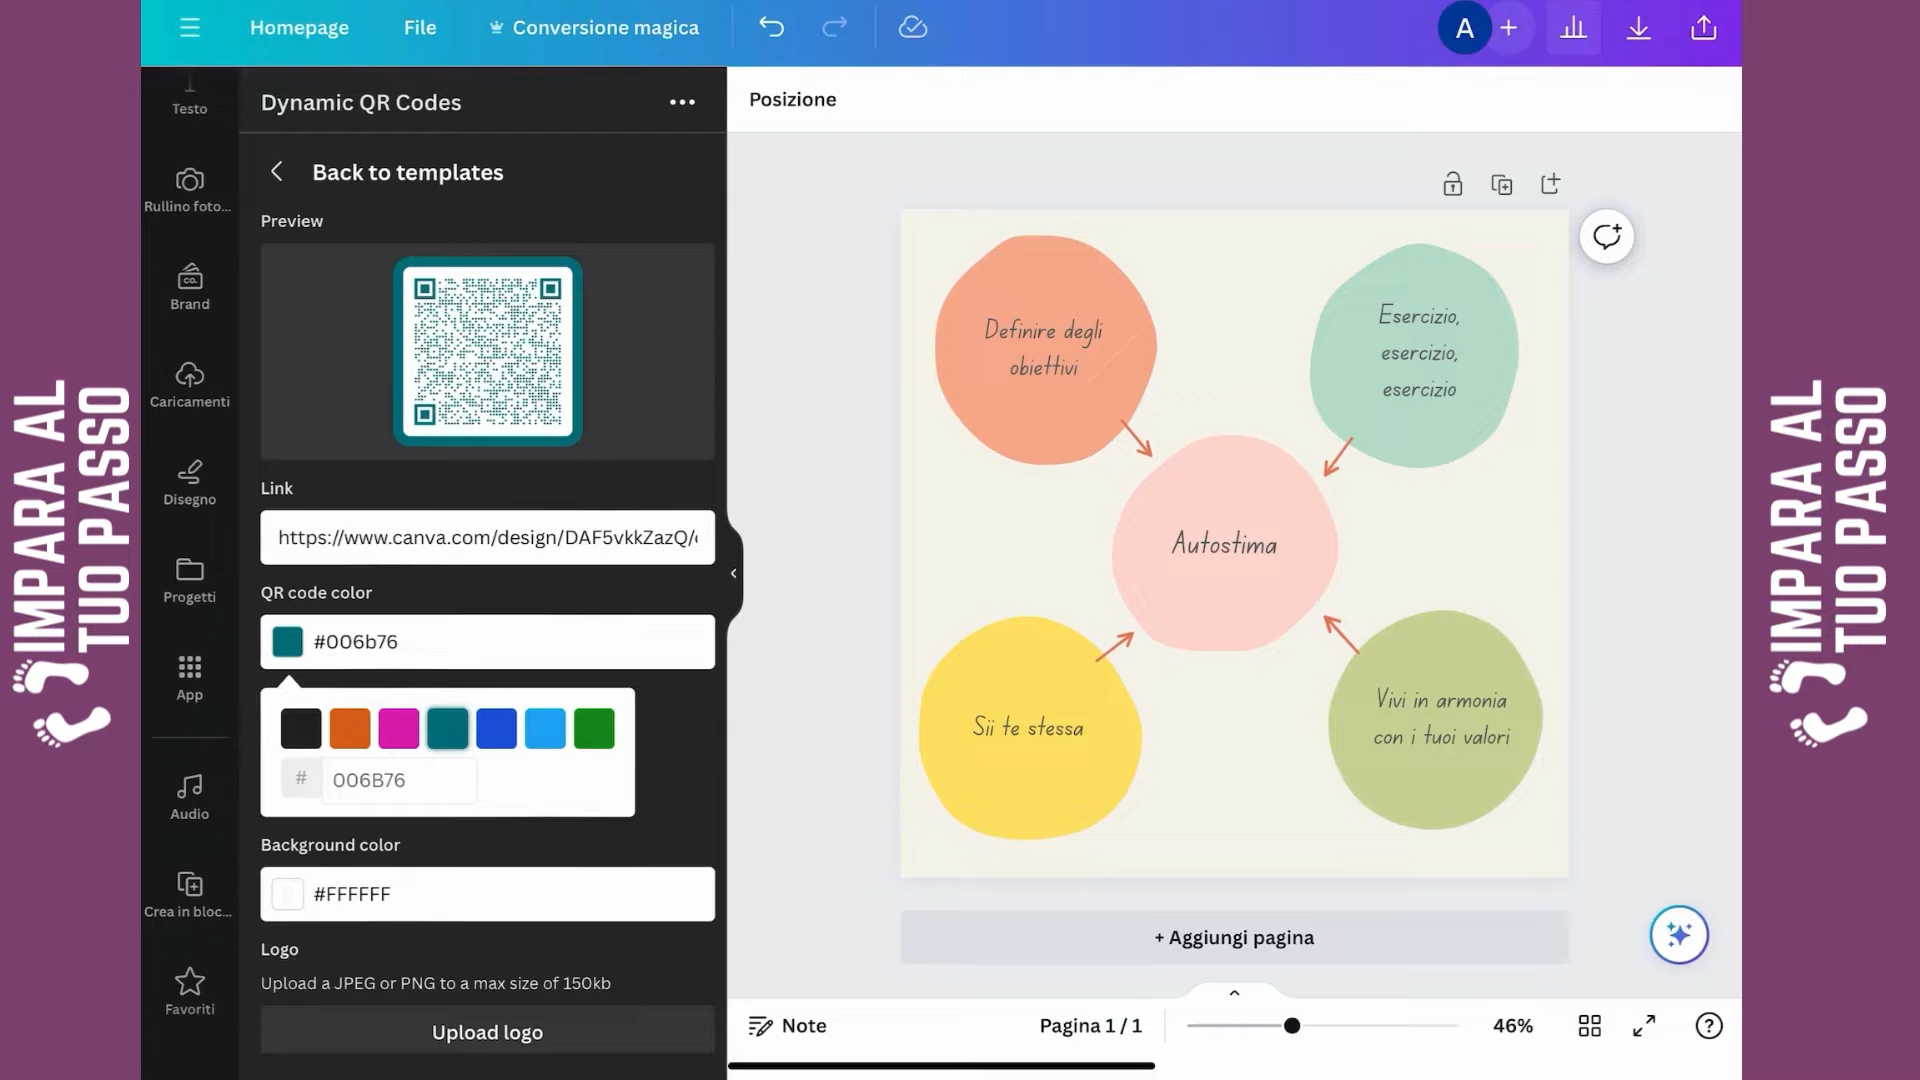 Homepage
File
Conversione magica
A
Testo
Rullino foto...
CO.
Brand
Caricamenti
Disegno
Progetti
App
Audio
Crea in bloc...
Favoriti
Dynamic QR Codes
Back to templates
Preview
Link
https://www.canva.com/design/DAF5vkkZazQ/
QR code color
#006b76
# 006B76
Background color
#FFFFFF
Logo
Upload a JPEG or PNG to a max size of 150kb
Upload logo
Posizione
Definire degli
obiettivi
Esercizio,
esercizio,
esercizio
Autostima
Sii te stessa
Vivi in armonia
con i tuoi valori
+ Aggiungi pagina
Note
Pagina 1 / 1
46%
IMPARA AL
TUO PASSO
IMPARA AL
TUO PASSO